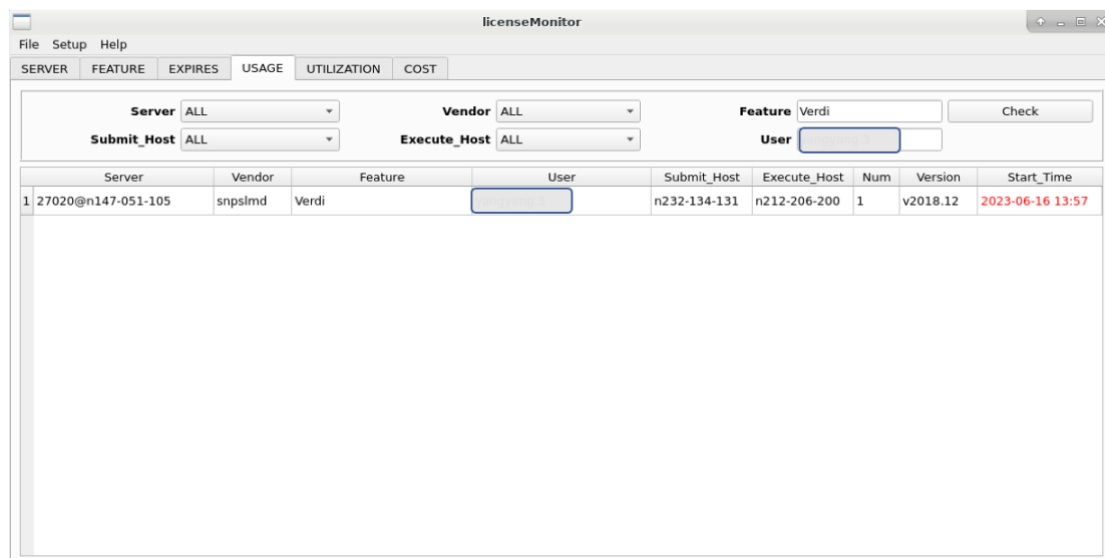 licenseMonitor
File Setup Help
SERVER FEATURE EXPIRES USAGE UTILIZATION COST
Server ALL Vendor ALL Feature Verdi Check
Submit_Host ALL Execute_Host ALL User
Server Vendor Feature User Submit_Host Execute_Host Num Version Start_Time
1 27020@n147-051-105 snpslmd Verdi n232-134-131 n212-206-200 1 v2018.12 2023-06-16 13:57